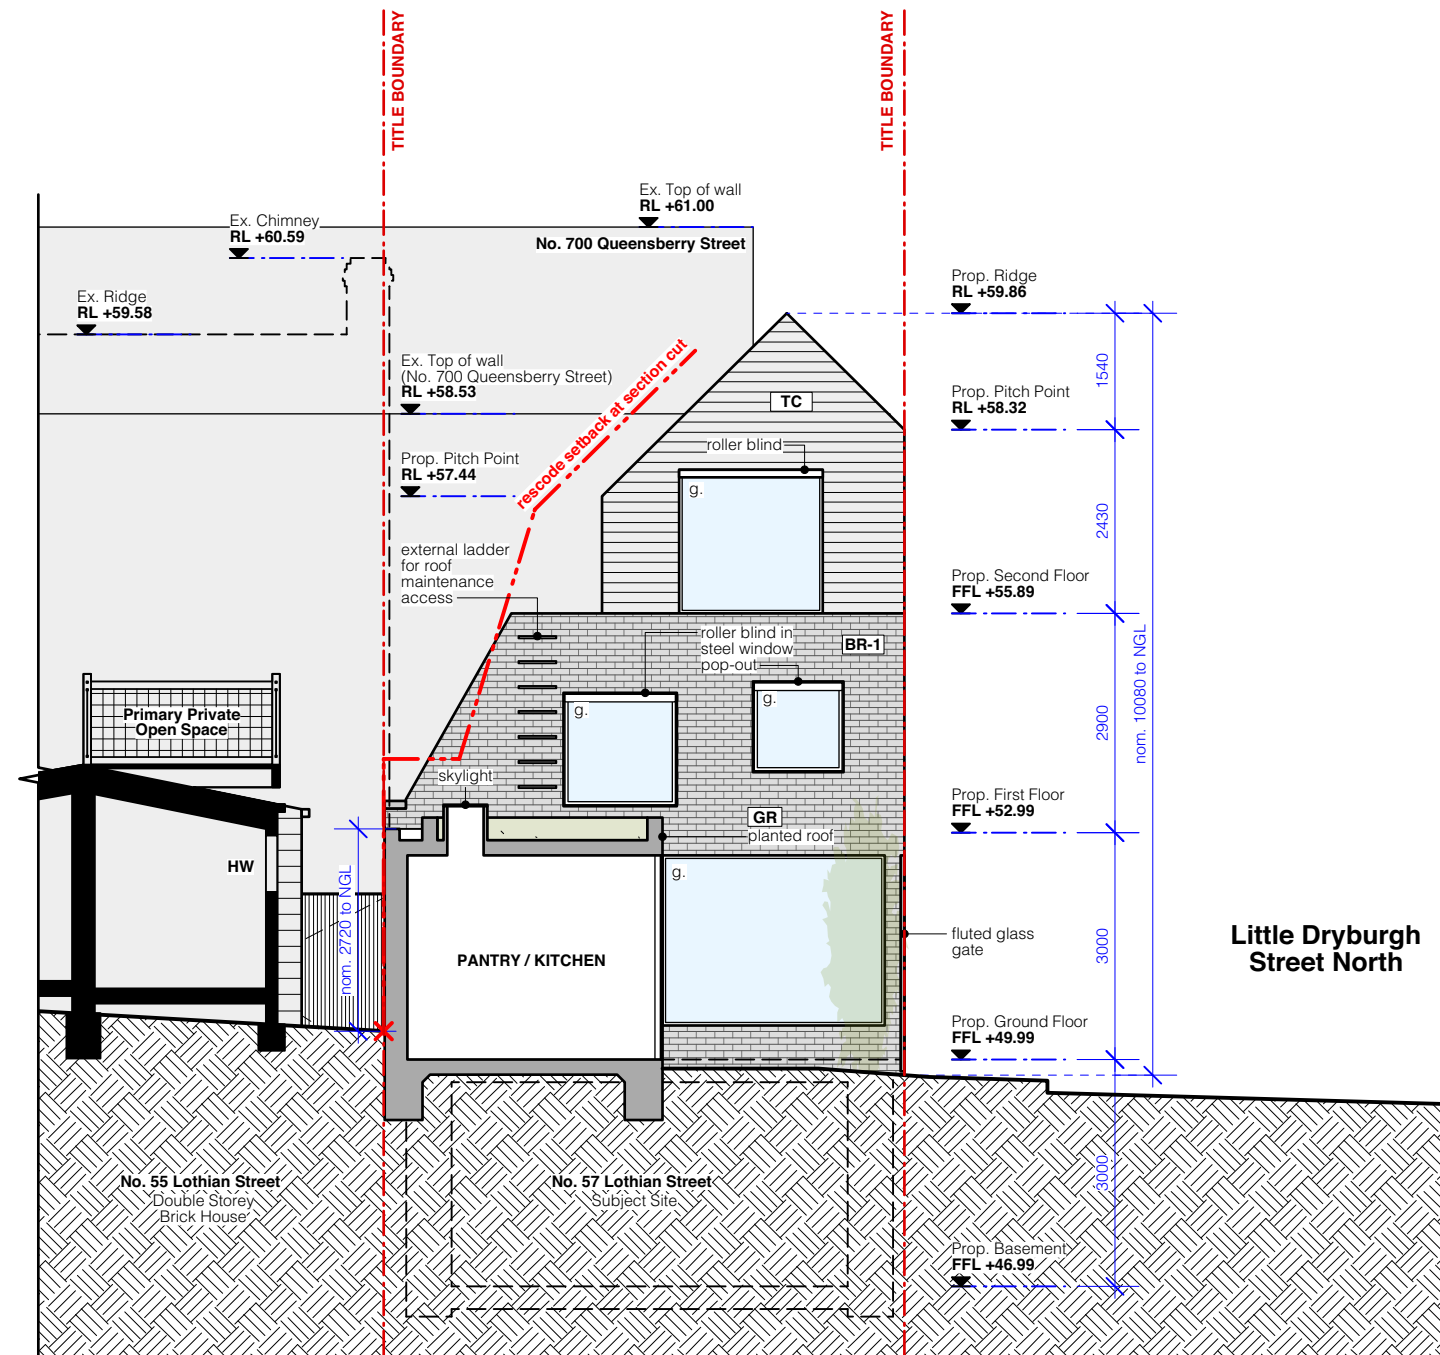 TITLE BOUNDARY
TITLE BOUNDARY
Ex. Top of wall
RL +61.00
No. 700 Queensberry Street
Ex. Chimney
RL +60.59
Ex. Ridge
RL +59.58
Ex. Top of wall
(No. 700 Queensberry Street)
RL +58.53
Prop. Pitch Point
RL +57.44
rescode setback at section cut
external ladder
for roof
maintenance
access
TC
roller blind
g.
Prop. Ridge
RL +59.86
1540
Prop. Pitch Point
RL +58.32
2430
Prop. Second Floor
FFL +55.89
nom. 10080 to NGL
2900
roller blind in
steel window
pop-out
BR-1
g.
g.
Primary Private
Open Space
skylight
GR
planted roof
Prop. First Floor
FFL +52.99
HW
nom. 2720 to NGL
g.
PANTRY / KITCHEN
fluted glass
gate
3000
Little Dryburgh
Street North
Prop. Ground Floor
FFL +49.99
No. 55 Lothian Street
Double Storey
Brick House
No. 57 Lothian Street
Subject Site
3000
Prop. Basement
FFL +46.99